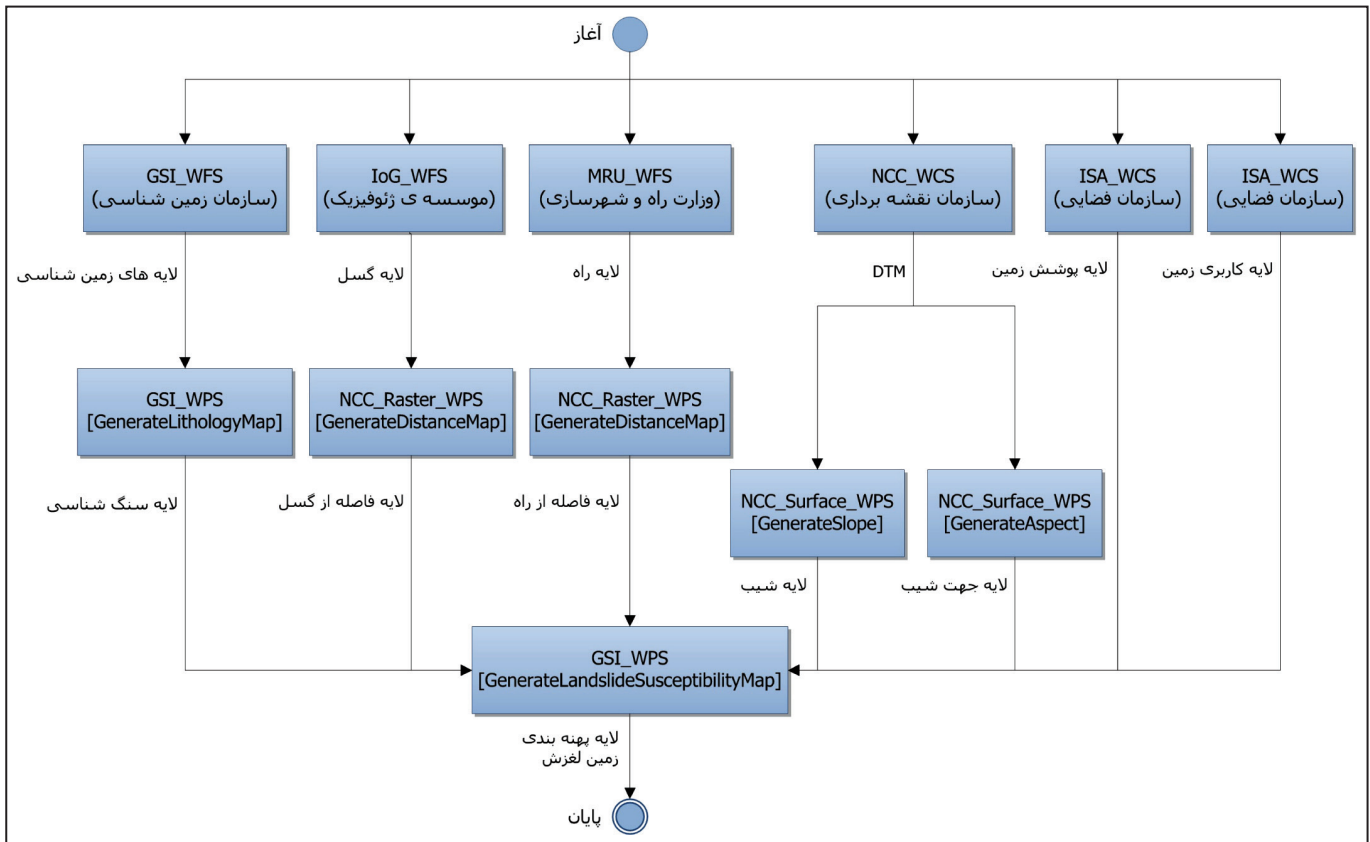 آغاز
GSI_WFS
(سازمان زمین شناسی)
IoG_WFS
(موسسه ی ژئوفیزیک)
MRU_WFS
(وزارت راه و شهرسازی)
NCC_WCS
(سازمان نقشه برداری)
ISA_WCS
(سازمان فضایی)
ISA_WCS
(سازمان فضایی)
لایه های زمین شناسی
لایه گسل
لایه راه
DTM
لایه پوشش زمین
لایه کاربری زمین
GSI_WPS
[GenerateLithologyMap]
NCC_Raster_WPS
[GenerateDistanceMap]
NCC_Raster_WPS
[GenerateDistanceMap]
NCC_Surface_WPS
[GenerateSlope]
NCC_Surface_WPS
[GenerateAspect]
لایه سنگ شناسی
لایه فاصله از گسل
لایه فاصله از راه
لایه شیب
لایه جهت شیب
GSI_WPS
[GenerateLandslideSusceptibilityMap]
لایه پهنه بندی
زمین لغزش
پایان